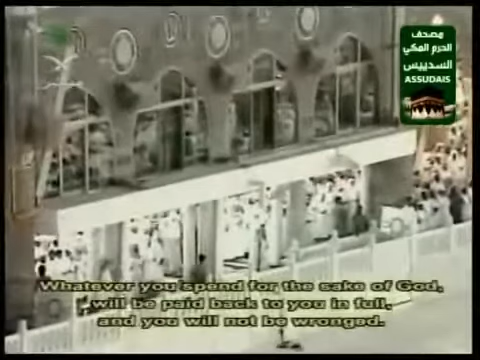 مصحف
الحرم المكي
السديس
ASSUDAIS
Whatever you spend for the sake of God,
will be paid back to you in full,
and you will not be wronged.